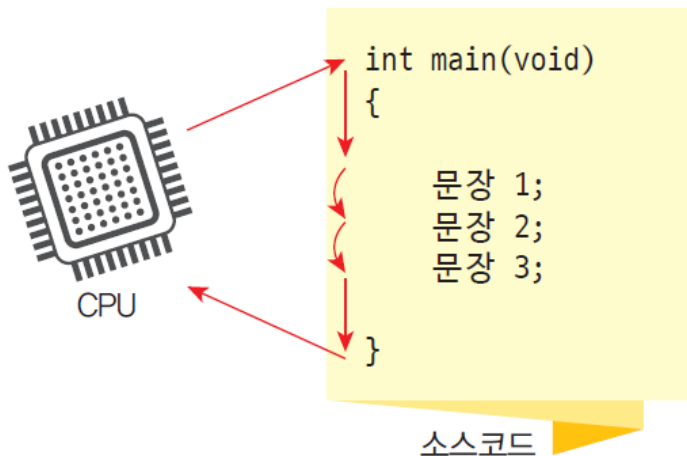 int main(void)
{
문장 1;
문장 2;
문장 3;
}
CPU
소스코드